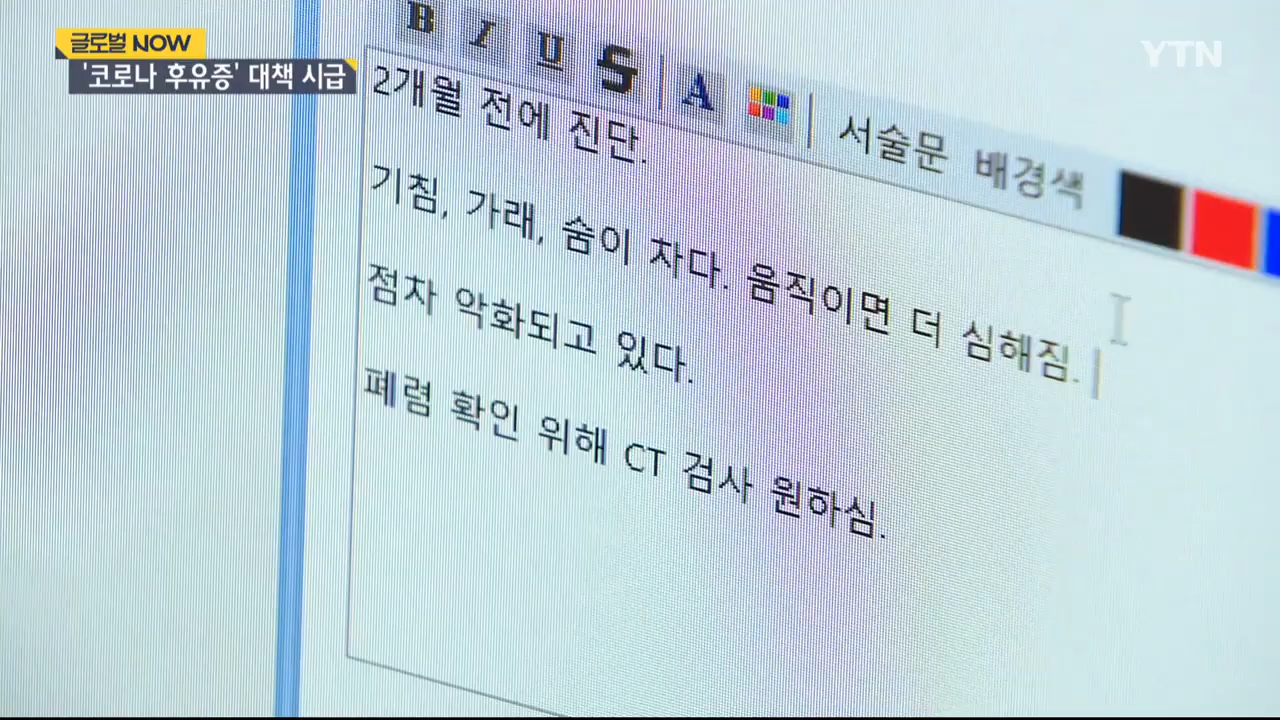 글로벌 NOW
YTN
'코로나 후유증' 대책 시급
B I U S A 서술문 배경색
2개월 전에 진단.
기침, 가래, 숨이 차다. 움직이면 더 심해짐.
점차 악화되고 있다.
폐렴 확인 위해 CT 검사 원하심.